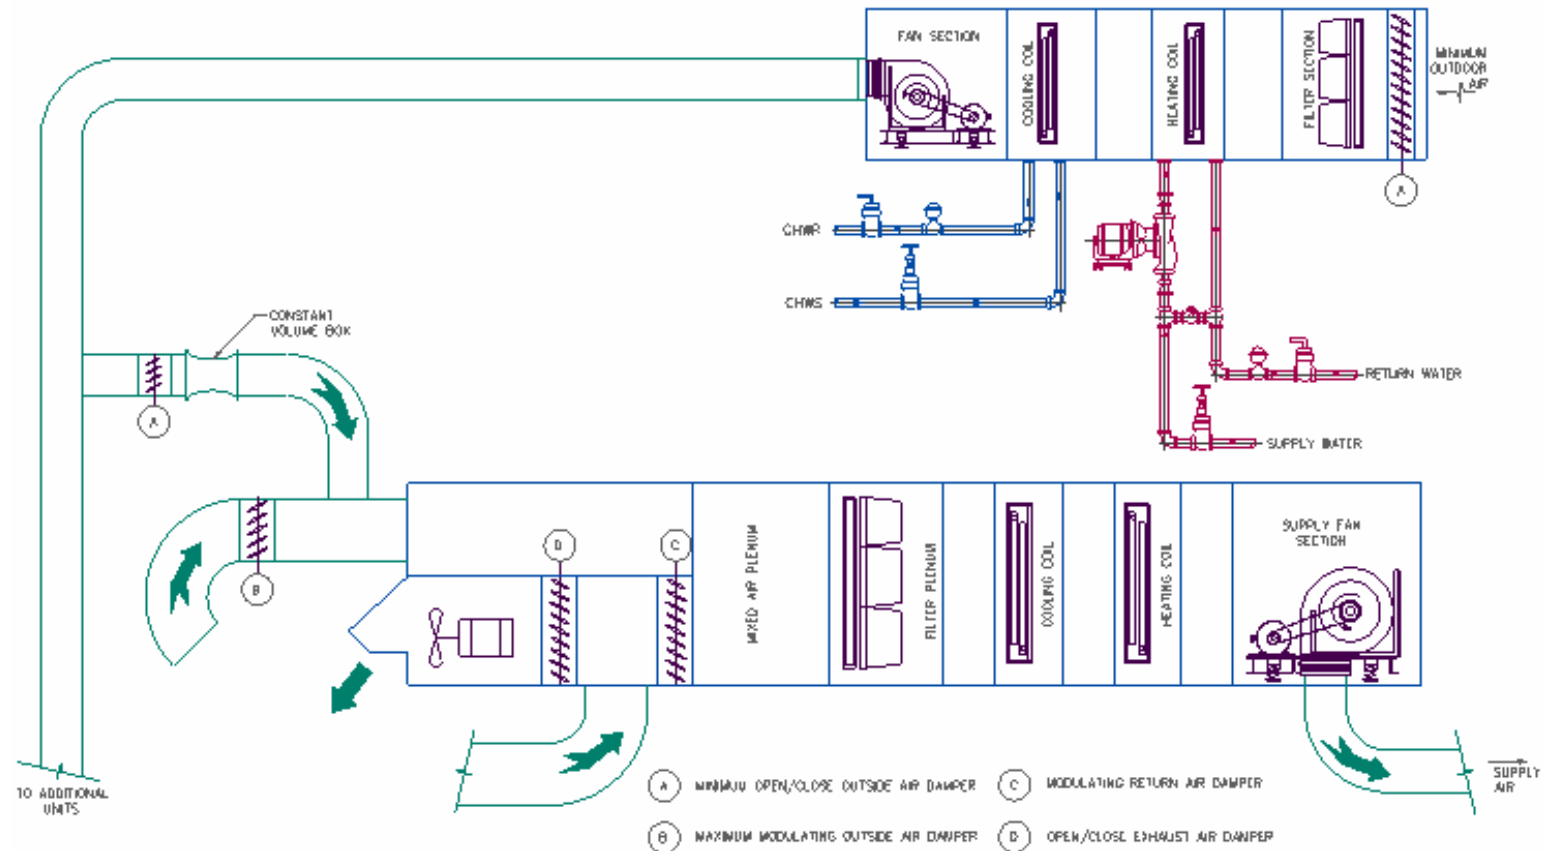 FAN SECTION
COOLING COIL
HEATING COIL
FILTER SECTION
MINIMUM
OUTDOOR
AIR
A
CHWR
CHWS
RETURN WATER
SUPPLY WATER
CONSTANT
VOLUME BOX
A
B
D
C
MIXED AIR PLENUM
FILTER PLENUM
COOLING COIL
HEATING COIL
SUPPLY FAN
SECTION
TO ADDITIONAL
UNITS
SUPPLY
AIR
A MINIMUM OPEN/CLOSE OUTSIDE AIR DAMPER
C MODULATING RETURN AIR DAMPER
B MAXIMUM MODULATING OUTSIDE AIR DAMPER
D OPEN/CLOSE EXHAUST AIR DAMPER